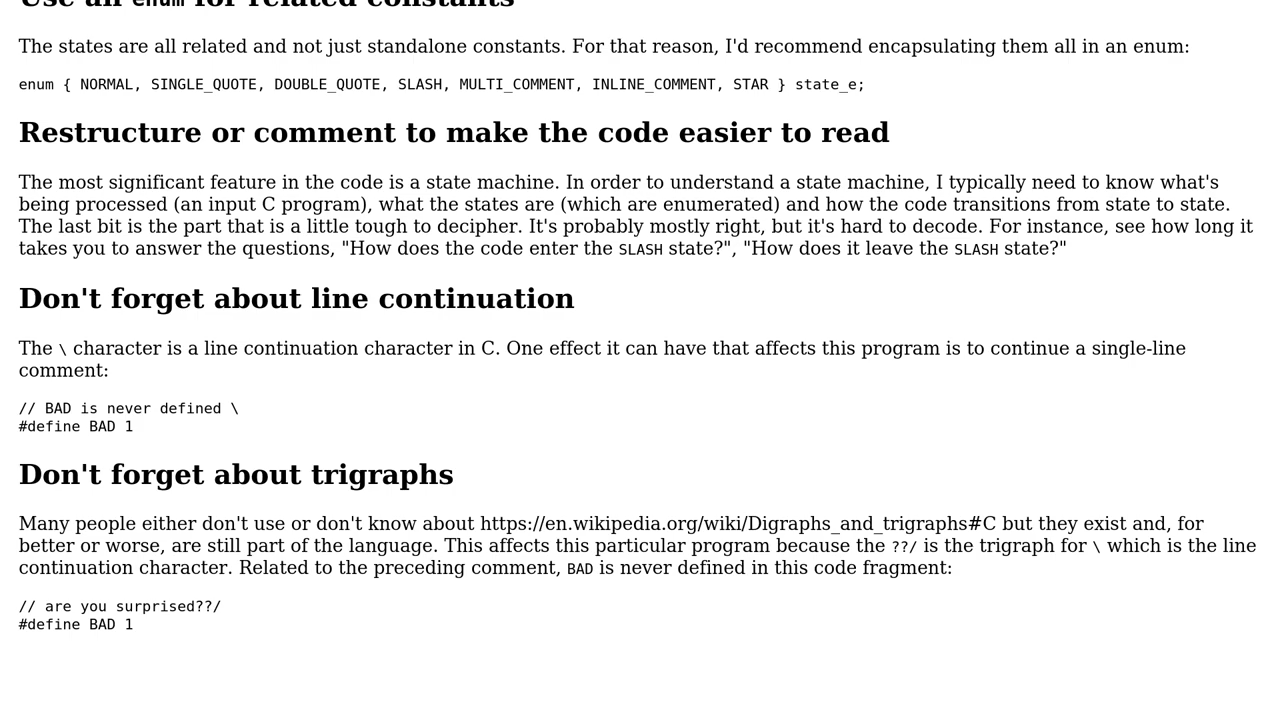 Use an enum for related constants
The states are all related and not just standalone constants. For that reason, I'd recommend encapsulating them all in an enum:
enum { NORMAL, SINGLE_QUOTE, DOUBLE_QUOTE, SLASH, MULTI_COMMENT, INLINE_COMMENT, STAR } state_e;
Restructure or comment to make the code easier to read
The most significant feature in the code is a state machine. In order to understand a state machine, I typically need to know what's
being processed (an input C program), what the states are (which are enumerated) and how the code transitions from state to state.
The last bit is the part that is a little tough to decipher. It's probably mostly right, but it's hard to decode. For instance, see how long it
takes you to answer the questions, "How does the code enter the SLASH state?", "How does it leave the SLASH state?"
Don't forget about line continuation
The \ character is a line continuation character in C. One effect it can have that affects this program is to continue a single-line
comment:
// BAD is never defined \
#define BAD 1
Don't forget about trigraphs
Many people either don't use or don't know about https://en.wikipedia.org/wiki/Digraphs_and_trigraphs#C but they exist and, for
better or worse, are still part of the language. This affects this particular program because the ??/ is the trigraph for \ which is the line
continuation character. Related to the preceding comment, BAD is never defined in this code fragment:
// are you surprised??/
#define BAD 1